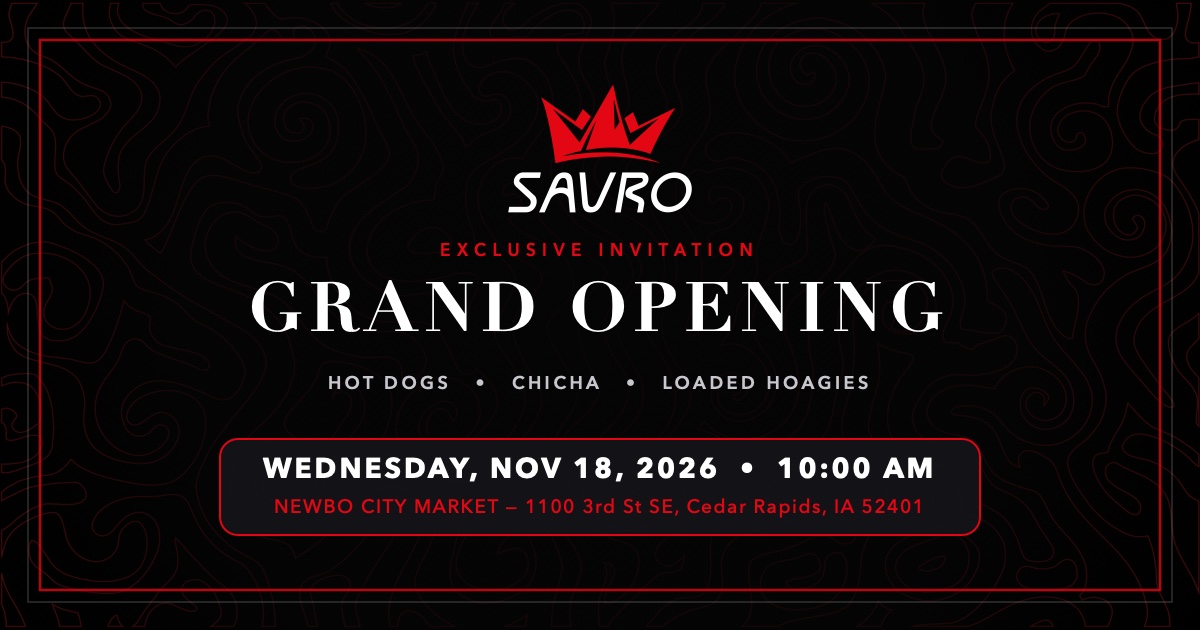 SAVRO
EXCLUSIVE INVITATION
GRAND OPENING
HOT DOGS • CHICHA • LOADED HOAGIES
WEDNESDAY, NOV 18, 2026 • 10:00 AM
NEWBO CITY MARKET – 1100 3rd St SE, Cedar Rapids, IA 52401